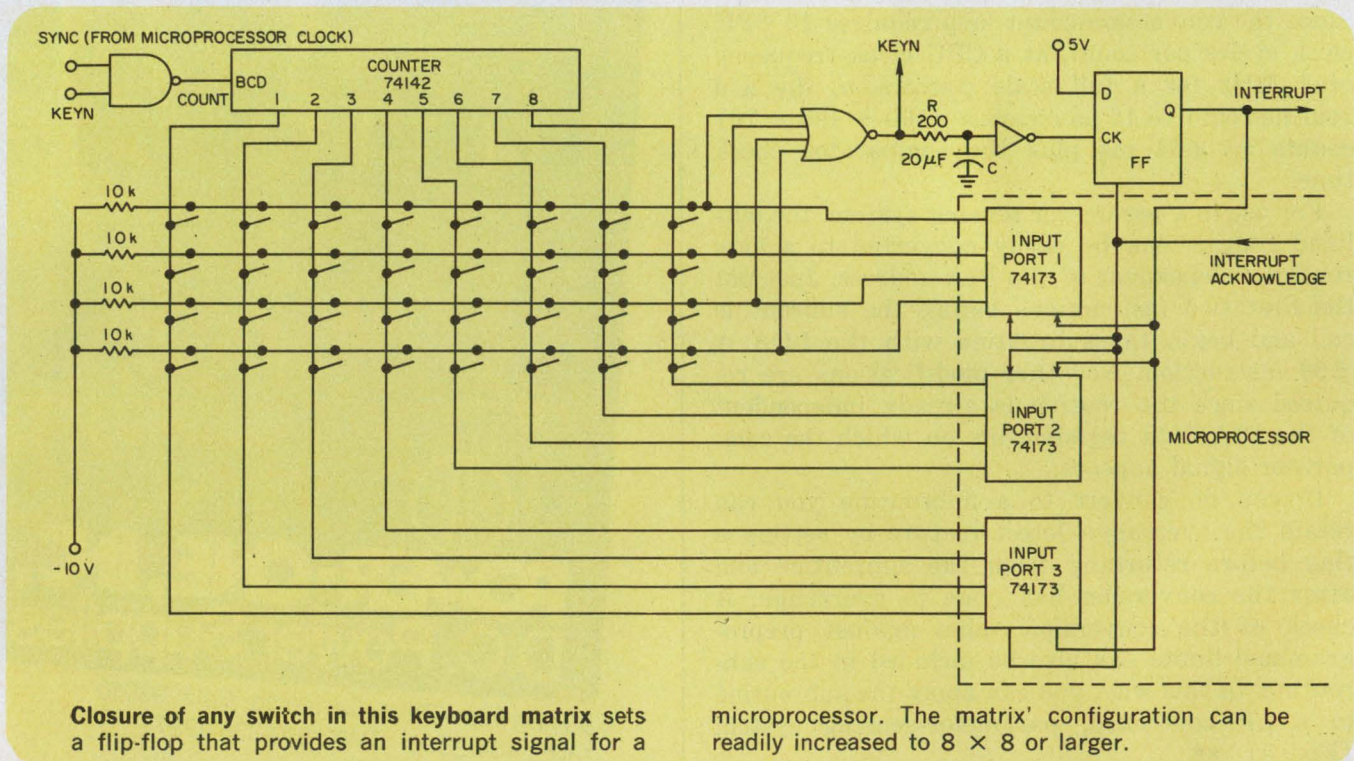 SYNC (FROM MICROPROCESSOR CLOCK)
KEYN
COUNT
BCD
COUNTER
74142
1 2 3 4 5 6 7 8
KEYN
R
200
20μF
C
5V
D
Q
CK
FF
INTERRUPT
10k
10k
10k
10k
-10 V
INPUT
PORT 1
74173
INTERRUPT
ACKNOWLEDGE
INPUT
PORT 2
74173
MICROPROCESSOR
INPUT
PORT 3
74173
Closure of any switch in this keyboard matrix sets
a flip-flop that provides an interrupt signal for a
microprocessor. The matrix' configuration can be
readily increased to 8 × 8 or larger.